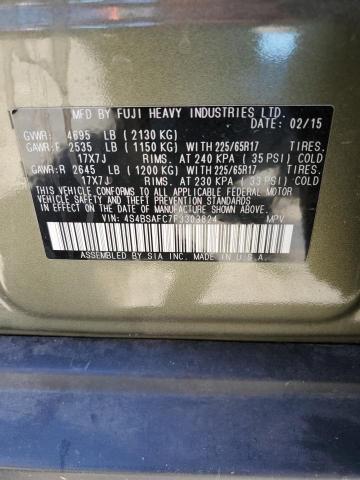 MFD BY FUJI HEAVY INDUSTRIES LTD.
DATE: 02/15
GVWR: 4695 LB (2130 KG)
GAWR:F 2535 LB (1150 KG) WITH 225/65R17 TIRES.
17X7J RIMS. AT 240 KPA (35 PSI) COLD
GAWR:R 2645 LB (1200 KG) WITH 225/65R17 TIRES.
17X7J RIMS. AT 230 KPA (33 PSI) COLD
THIS VEHICLE CONFORMS TO ALL APPLICABLE FEDERAL MOTOR
VEHICLE SAFETY, BUMPER, AND THEFT PREVENTION STANDARDS
IN EFFECT ON THE DATE OF MANUFACTURE SHOWN ABOVE.
VIN: 4S4BSAFC7F3303824 MPV
ASSEMBLED BY SIA INC. MADE IN U.S.A.